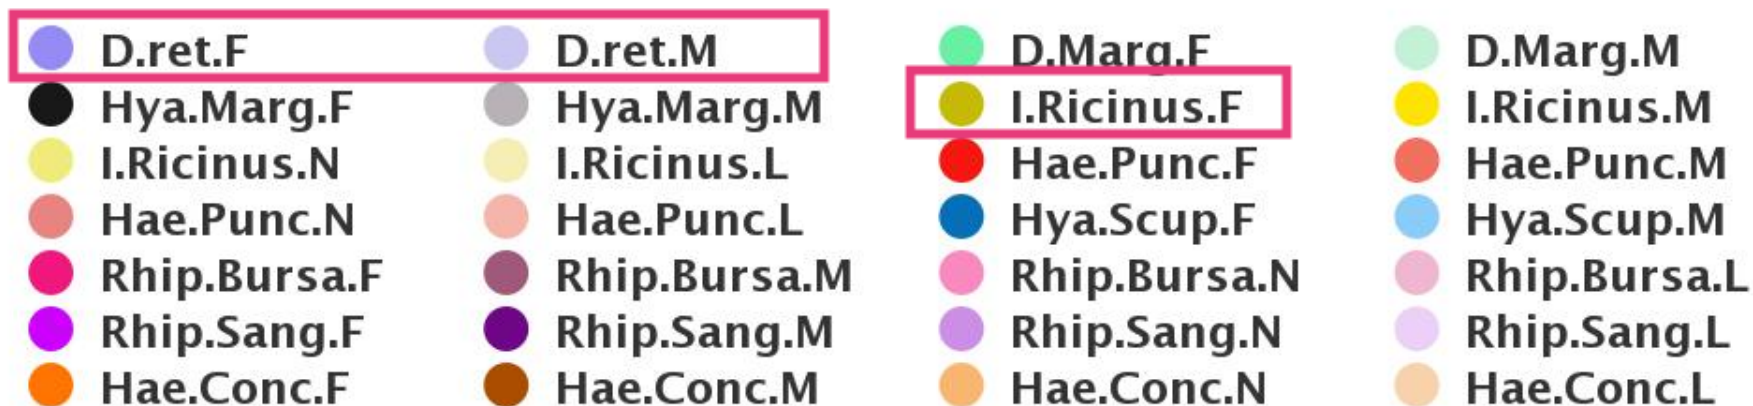 D.ret.F D.ret.M D.Marg.F D.Marg.M
Hya.Marg.F Hya.Marg.M I.Ricinus.F I.Ricinus.M
I.Ricinus.N I.Ricinus.L Hae.Punc.F Hae.Punc.M
Hae.Punc.N Hae.Punc.L Hya.Scup.F Hya.Scup.M
Rhip.Bursa.F Rhip.Bursa.M Rhip.Bursa.N Rhip.Bursa.L
Rhip.Sang.F Rhip.Sang.M Rhip.Sang.N Rhip.Sang.L
Hae.Conc.F Hae.Conc.M Hae.Conc.N Hae.Conc.L